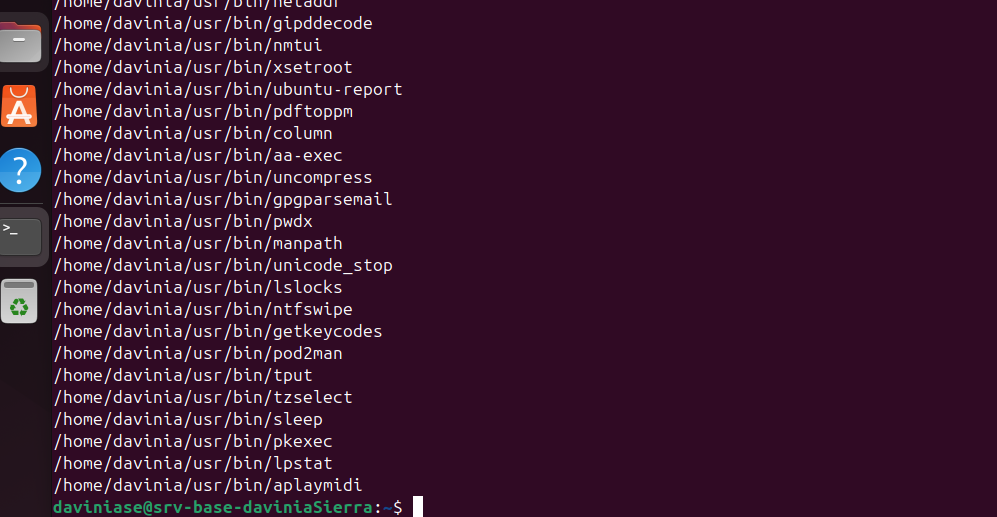 /home/davinia/usr/bin/netaddr
/home/davinia/usr/bin/gipddecode
/home/davinia/usr/bin/nmtui
/home/davinia/usr/bin/xsetroot
/home/davinia/usr/bin/ubuntu-report
/home/davinia/usr/bin/pdftoppm
/home/davinia/usr/bin/column
/home/davinia/usr/bin/aa-exec
/home/davinia/usr/bin/uncompress
/home/davinia/usr/bin/gpgparsemail
/home/davinia/usr/bin/pwdx
/home/davinia/usr/bin/manpath
/home/davinia/usr/bin/unicode_stop
/home/davinia/usr/bin/lslocks
/home/davinia/usr/bin/ntfswipe
/home/davinia/usr/bin/getkeycodes
/home/davinia/usr/bin/pod2man
/home/davinia/usr/bin/tput
/home/davinia/usr/bin/tzselect
/home/davinia/usr/bin/sleep
/home/davinia/usr/bin/pkexec
/home/davinia/usr/bin/lpstat
/home/davinia/usr/bin/aplaymidi
daviniase@srv-base-daviniaSierra:~$